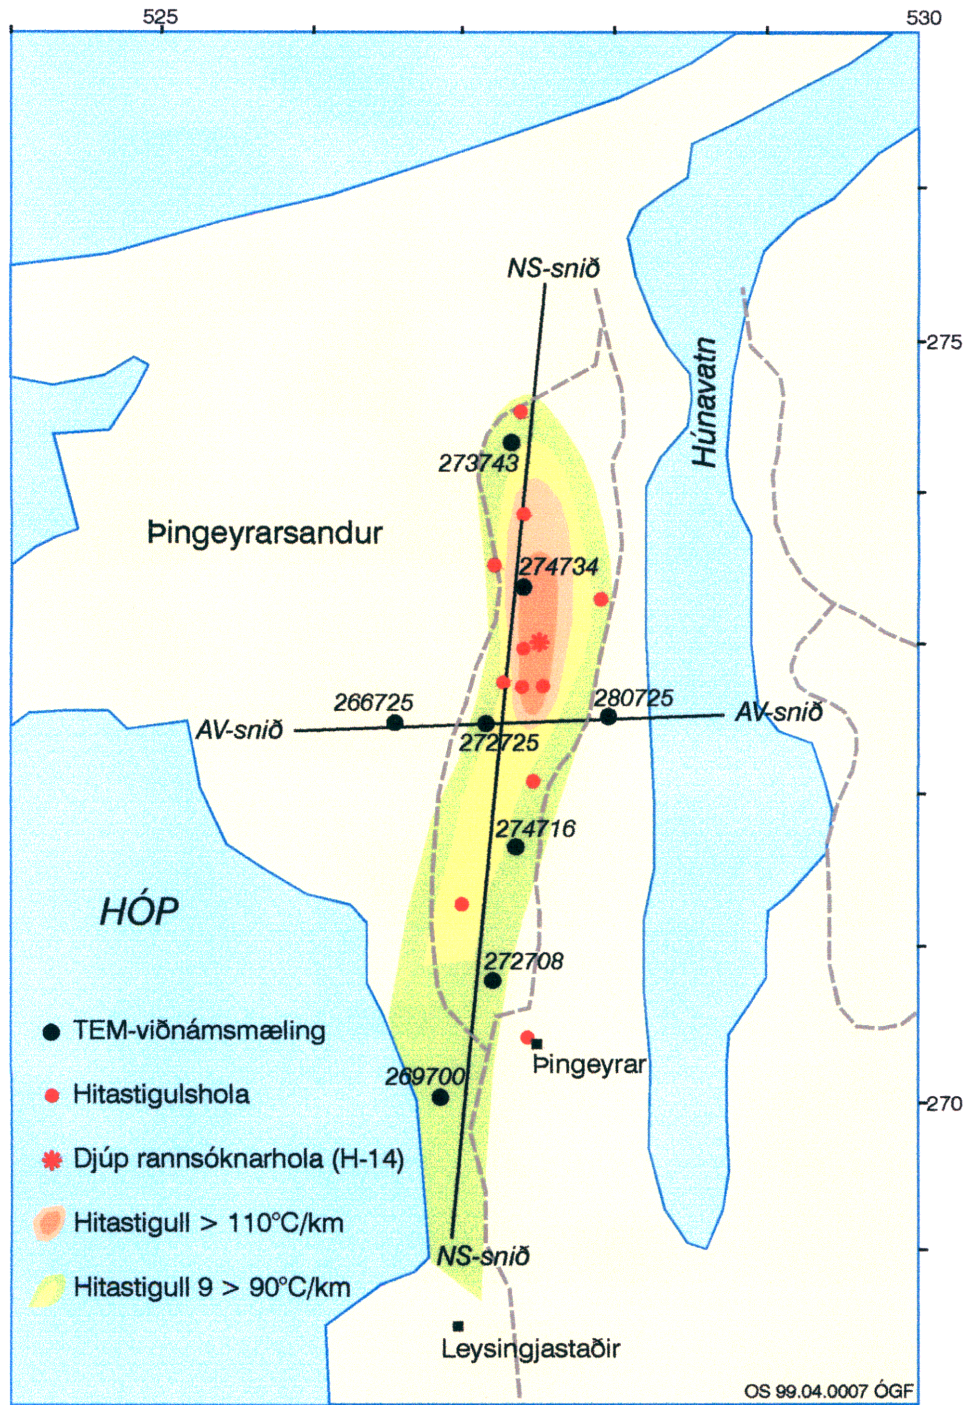 525
530
NS-snið
275
Húnavatn
273743
Þingeyrarsandur
274734
266725
280725
AV-snið
AV-snið
272725
274716
HÓP
272708
TEM-viðnámsmæling
Þingeyrar
269700
Hitastigulshola
270
Djúp rannsóknarhola (H-14)
Hitastigull > 110°C/km
NS-snið
Hitastigull 9 > 90°C/km
Leysingjastaðir
OS 99.04.0007 ÓGF